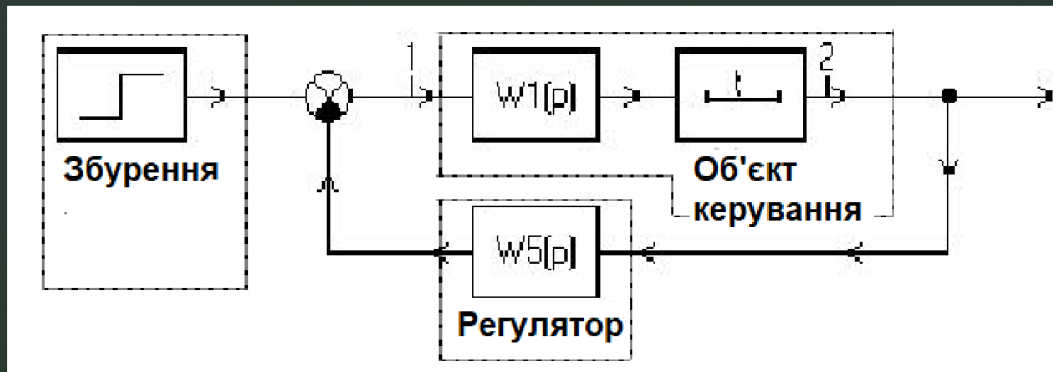 1
2
W1(p)
t
Збурення
Об'єкт
керування
W5(p)
Регулятор